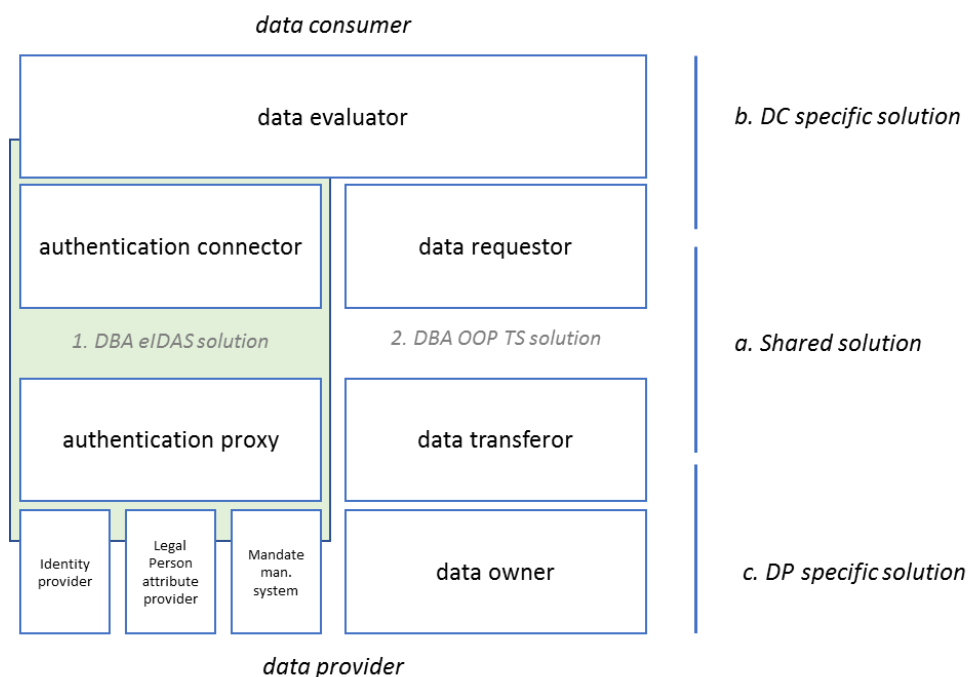 data consumer
data evaluator
b. DC specific solution
authentication connector
data requestor
1. DBA eIDAS solution
2. DBA OOP TS solution
a. Shared solution
authentication proxy
data transferor
Identity
provider
Legal
Person
attribute
provider
Mandate
man.
system
data owner
c. DP specific solution
data provider